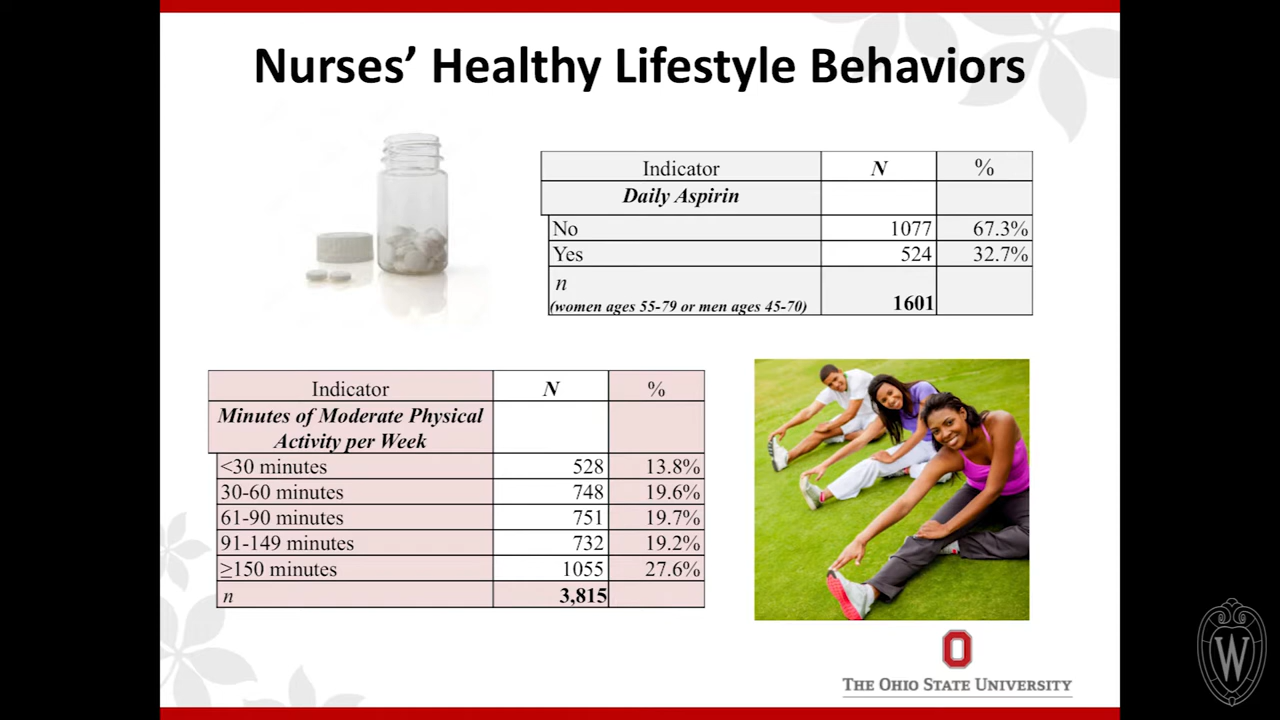 Nurses’ Healthy Lifestyle Behaviors
Indicator N %
Daily Aspirin
No 1077 67.3%
Yes 524 32.7%
n
(women ages 55-79 or men ages 45-70) 1601
Indicator N %
Minutes of Moderate Physical
Activity per Week
<30 minutes 528 13.8%
30-60 minutes 748 19.6%
61-90 minutes 751 19.7%
91-149 minutes 732 19.2%
≥150 minutes 1055 27.6%
n 3,815
O
THE OHIO STATE UNIVERSITY
W